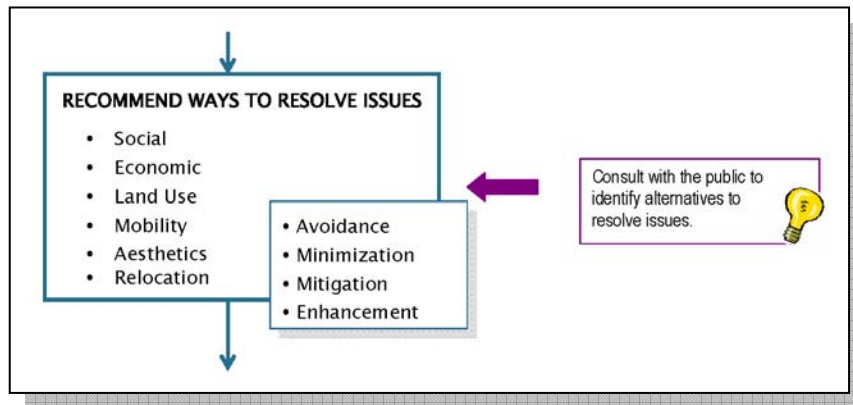 RECOMMEND WAYS TO RESOLVE ISSUES
• Social
• Economic
• Land Use
• Mobility
• Aesthetics
• Relocation
• Avoidance
• Minimization
• Mitigation
• Enhancement
Consult with the public to
identify alternatives to
resolve issues.